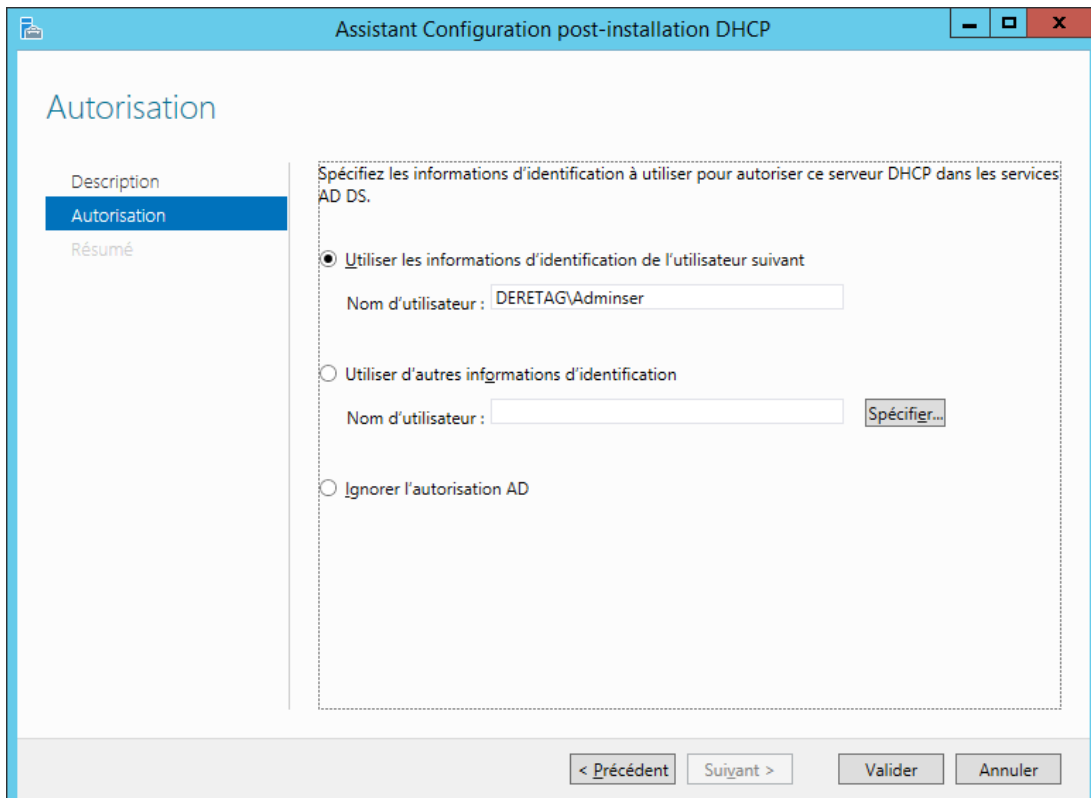 Assistant Configuration post-installation DHCP
Autorisation
Description
Autorisation
Résumé
Spécifiez les informations d'identification à utiliser pour autoriser ce serveur DHCP dans les services
AD DS.
Utiliser les informations d'identification de l'utilisateur suivant
Nom d'utilisateur : DERETAG\Adminser
Utiliser d'autres informations d'identification
Nom d'utilisateur :
Spécifier...
Ignorer l'autorisation AD
< Précédent
Suivant >
Valider
Annuler